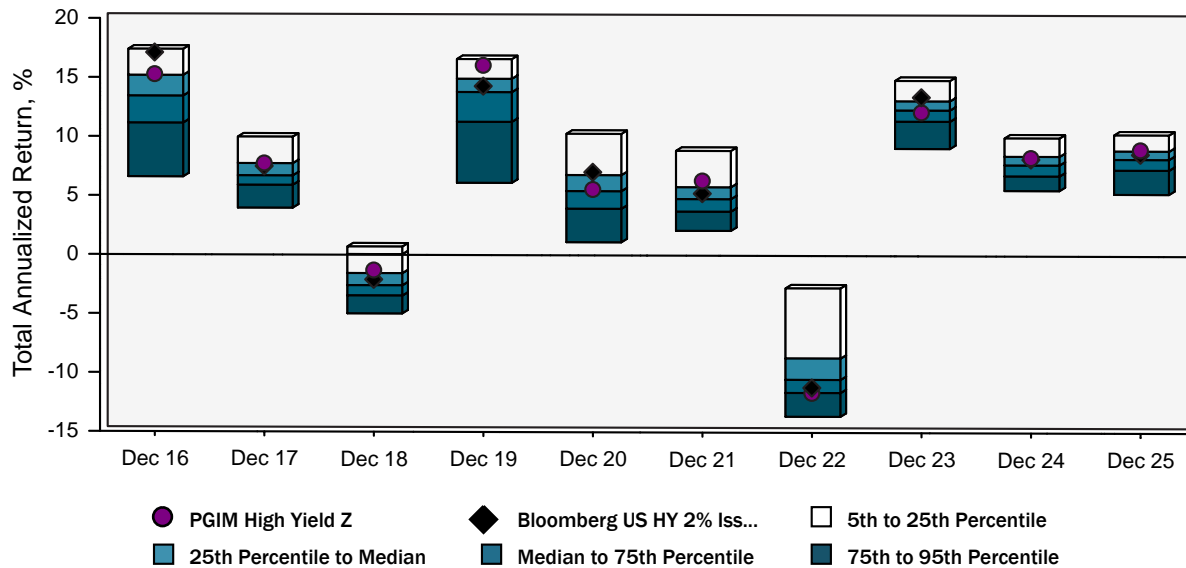 Total Annualized Return, %
20
15
10
5
0
-5
-10
-15
Dec 16 Dec 17 Dec 18 Dec 19 Dec 20 Dec 21 Dec 22 Dec 23 Dec 24 Dec 25
PGIM High Yield Z Bloomberg US HY 2% Iss... 5th to 25th Percentile
25th Percentile to Median Median to 75th Percentile 75th to 95th Percentile